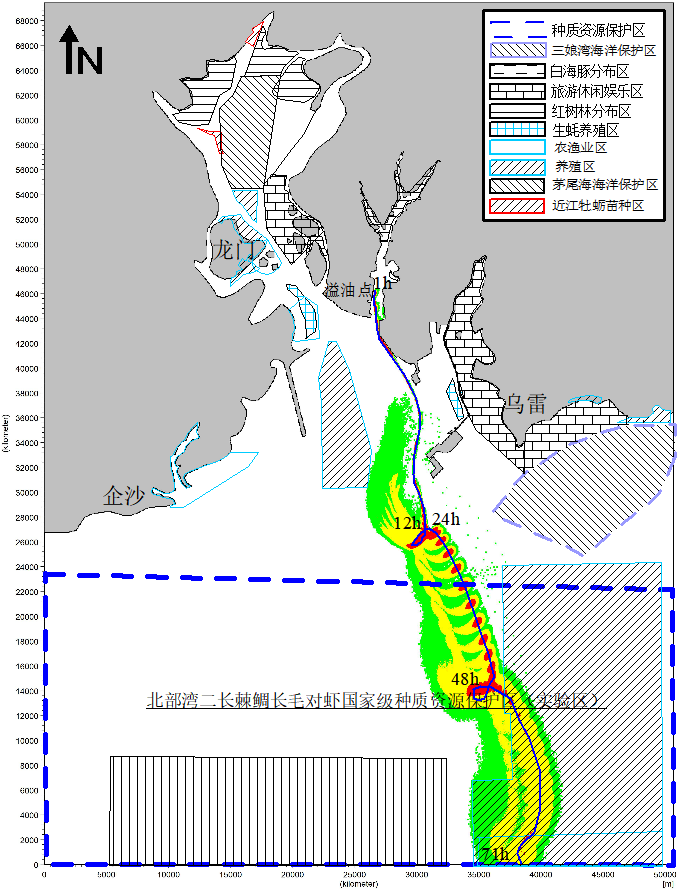 68000
66000
64000
62000
60000
58000
56000
54000
52000
50000
48000
46000
44000
42000
40000
38000
36000
34000
32000
30000
28000
26000
24000
22000
20000
18000
16000
14000
12000
10000
8000
6000
4000
2000
0
(kilometer)
N
种质资源保护区
三娘湾海洋保护区
白海豚分布区
旅游休闲娱乐区
红树林分布区
生蚝养殖区
农渔业区
养殖区
茅尾海海洋保护区
近江牡蛎苗种区
龙门
溢油点
1h
乌雷
企沙
12h
24h
48h
北部湾二长棘鲷长毛对虾国家级种质资源保护区（实验区）
71h
0 5000 10000 15000 20000 25000 30000 35000 40000 45000 50000
(kilometer)
[m]